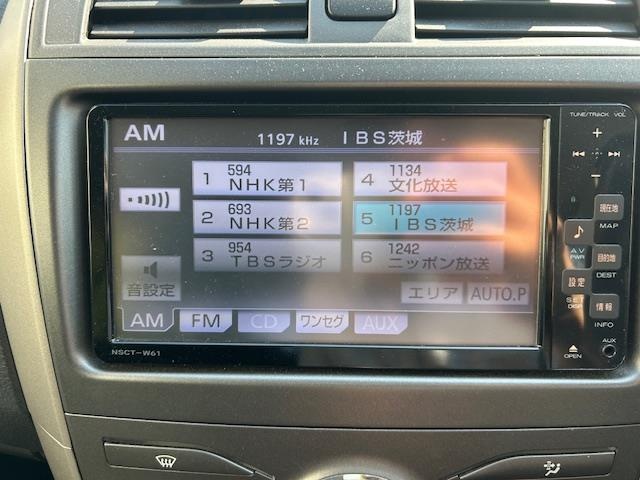 TUNE/TRACK VOL
AM 1197 kHz IBS茨城
1 594 NHK第1
4 1134 文化放送
2 693 NHK第2
5 1197 IBS茨城
3 954 TBSラジオ
6 1242 ニッポン放送
音設定
エリア AUTO.P
AM FM CD ワンセグ AUX
NSCT-W61
現在地
MAP
AV
PWR
目的地
DEST
設定
SET
DISP
情報
INFO
OPEN
AUX